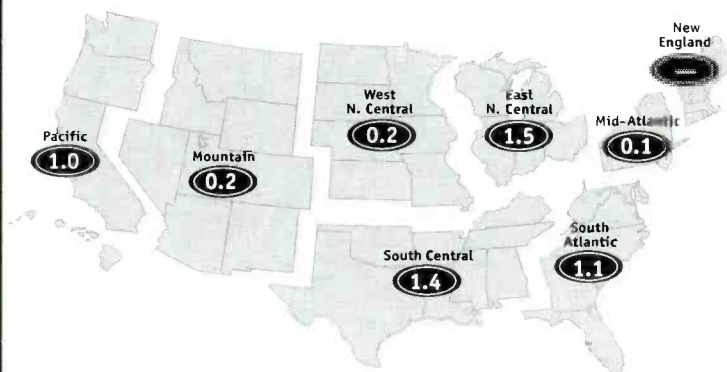 New
England
West
N. Central
0.2
East
N. Central
1.5
Mid-Atlantic
0.1
Pacific
1.0
Mountain
0.2
South Central
1.4
South
Atlantic
1.1